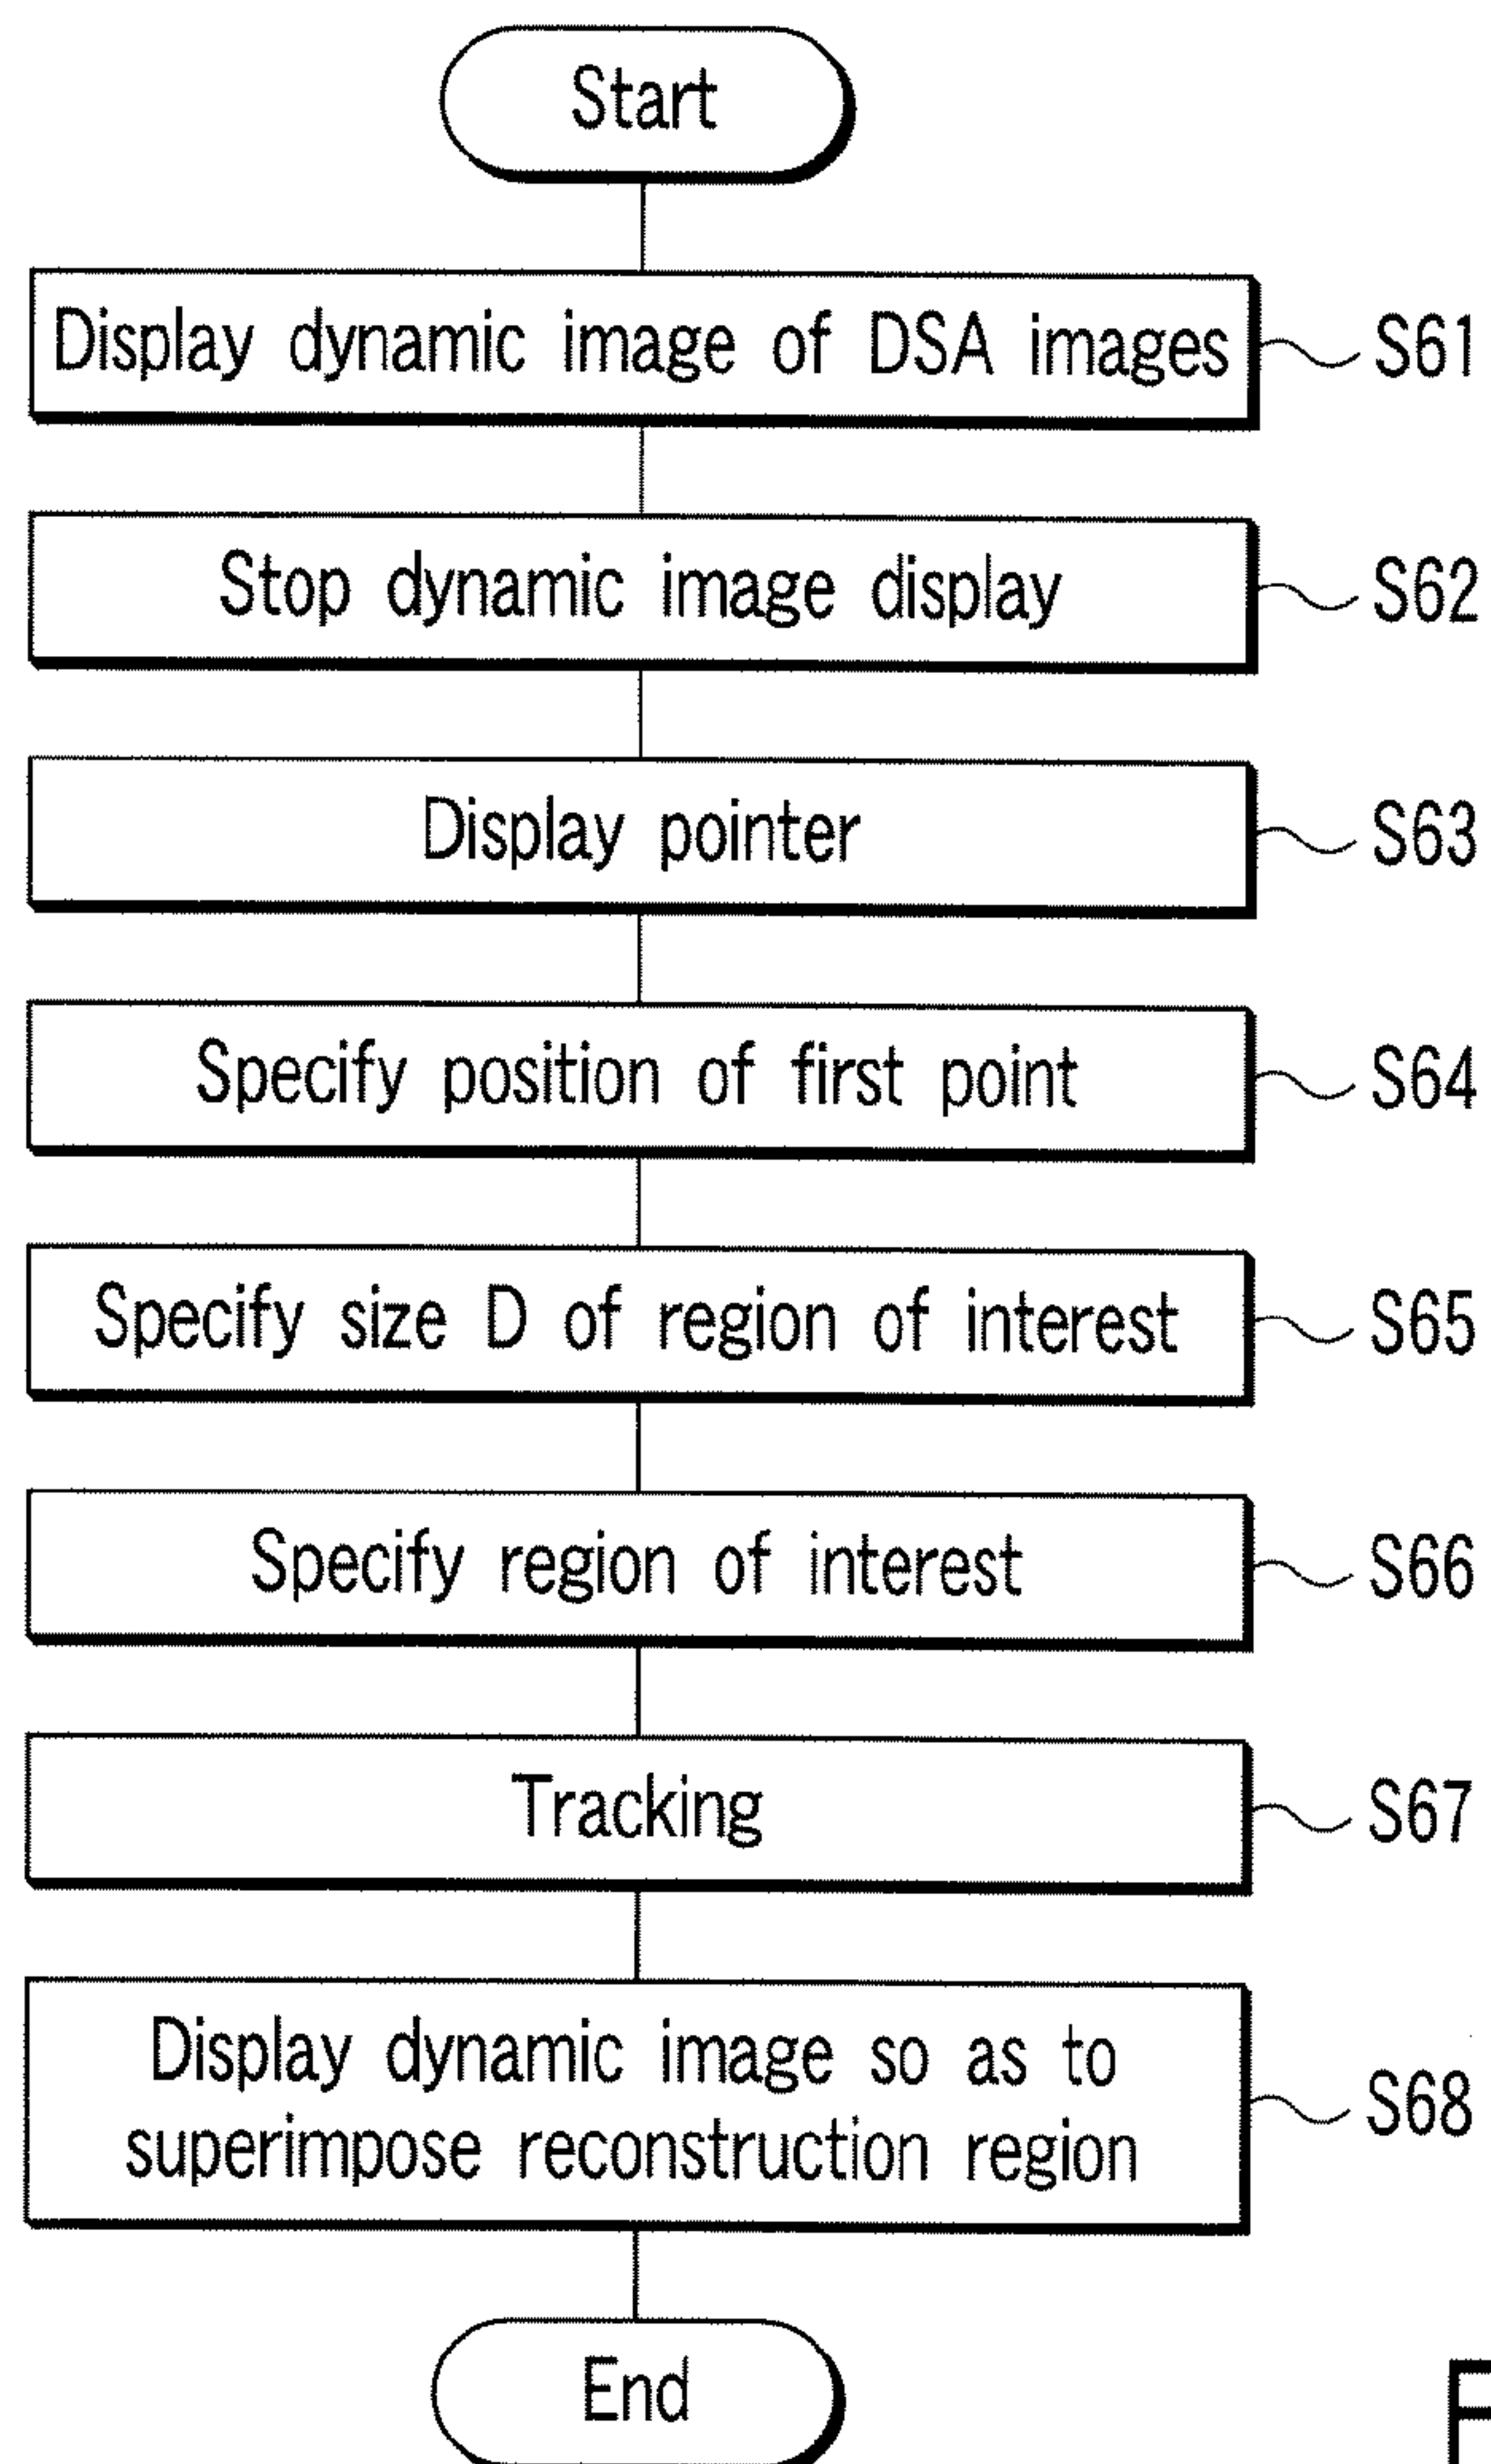 Start
Display dynamic image of DSA images S61
Stop dynamic image display S62
Display pointer S63
Specify position of first point S64
Specify size D of region of interest S65
Specify region of interest S66
Tracking S67
Display dynamic image so as to
superimpose reconstruction region S68
End